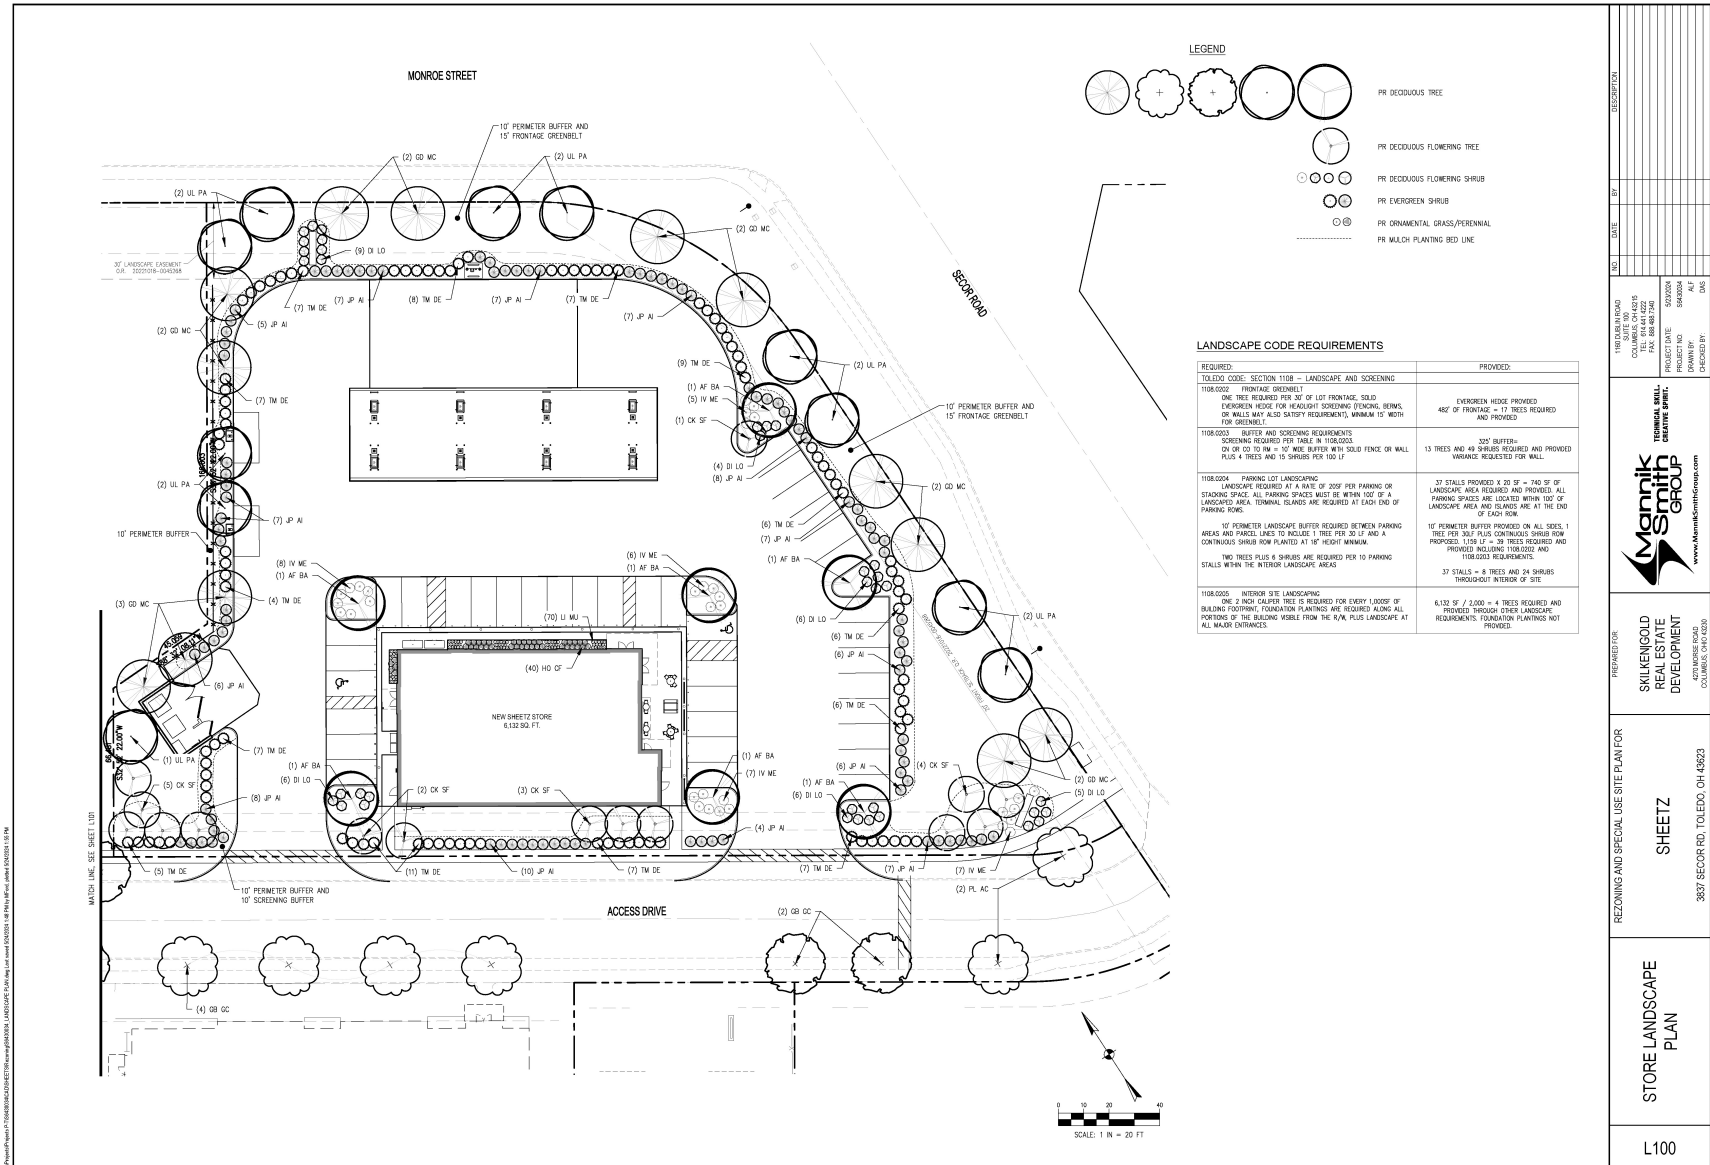 MONROE STREET
SECOR ROAD
ACCESS DRIVE
10' PERIMETER BUFFER AND
15' FRONTAGE GREENBELT
(2) GD MC
(2) UL PA
(2) UL PA
(2) GD MC
30' LANDSCAPE EASEMENT
O.R. 20221018-0045268
(9) DI LO
(7) TM DE
(7) JP AI
(8) TM DE
(7) JP AI
(7) TM DE
(7) JP AI
(5) JP AI
(2) GD MC
(9) TM DE
(2) UL PA
(1) AF BA
(5) IV ME
(1) CK SF
(7) TM DE
10' PERIMETER BUFFER AND
15' FRONTAGE GREENBELT
(4) DI LO
(8) JP AI
(2) UL PA
(2) GD MC
(7) JP AI
(6) TM DE
(7) JP AI
10' PERIMETER BUFFER
(8) IV ME
(1) AF BA
(6) IV ME
(1) AF BA
(1) AF BA
(3) GD MC
(4) TM DE
(70) LI MU
(40) HO CF
(6) DI LO
(6) TM DE
(6) JP AI
(2) UL PA
(6) JP AI
NEW SHEETZ STORE
6,132 SQ. FT.
(6) TM DE
(7) TM DE
(1) UL PA
(5) CK SF
(8) JP AI
(1) AF BA
(6) DI LO
(2) CK SF
(3) CK SF
(1) AF BA
(7) IV ME
(6) JP AI
(4) CK SF
(1) AF BA
(6) DI LO
(2) GD MC
(5) DI LO
(4) JP AI
(5) TM DE
(11) TM DE
(10) JP AI
(7) TM DE
(7) TM DE
(7) JP AI
(7) IV ME
(2) PL AC
10' PERIMETER BUFFER AND
10' SCREENING BUFFER
(2) GB GC
(4) GB GC
MATCH LINE, SEE SHEET L101
0 10 20 40
SCALE: 1 IN = 20 FT
LEGEND
PR DECIDUOUS TREE
PR DECIDUOUS FLOWERING TREE
PR DECIDUOUS FLOWERING SHRUB
PR EVERGREEN SHRUB
PR ORNAMENTAL GRASS/PERENNIAL
PR MULCH PLANTING BED LINE
LANDSCAPE CODE REQUIREMENTS
REQUIRED:
PROVIDED:
TOLEDO CODE: SECTION 1108 - LANDSCAPE AND SCREENING
1108.0202 FRONTAGE GREENBELT
ONE TREE REQUIRED PER 30' OF LOT FRONTAGE, SOLID
EVERGREEN HEDGE FOR HEADLIGHT SCREENING (FENCING, BERMS,
OR WALLS MAY ALSO SATISFY REQUIREMENT), MINIMUM 15' WIDTH
FOR GREENBELT.
EVERGREEN HEDGE PROVIDED
482' OF FRONTAGE = 17 TREES REQUIRED
AND PROVIDED
1108.0203 BUFFER AND SCREENING REQUIREMENTS
SCREENING REQUIRED PER TABLE IN 1108.0203.
CN OR CO TO RM = 10' WIDE BUFFER WITH SOLID FENCE OR WALL
PLUS 4 TREES AND 15 SHRUBS PER 100 LF
325' BUFFER=
13 TREES AND 49 SHRUBS REQUIRED AND PROVIDED
VARIANCE REQUESTED FOR WALL.
1108.0204 PARKING LOT LANDSCAPING
LANDSCAPE REQUIRED AT A RATE OF 20SF PER PARKING OR
STACKING SPACE. ALL PARKING SPACES MUST BE WITHIN 100' OF A
LANSCAPED AREA. TERMINAL ISLANDS ARE REQUIRED AT EACH END OF
PARKING ROWS.
10' PERIMETER LANDSCAPE BUFFER REQUIRED BETWEEN PARKING
AREAS AND PARCEL LINES TO INCLUDE 1 TREE PER 30 LF AND A
CONTINUOUS SHRUB ROW PLANTED AT 18" HEIGHT MINIMUM.
TWO TREES PLUS 6 SHRUBS ARE REQUIRED PER 10 PARKING
STALLS WITHIN THE INTERIOR LANDSCAPE AREAS
37 STALLS PROVIDED X 20 SF = 740 SF OF
LANDSCAPE AREA REQUIRED AND PROVIDED. ALL
PARKING SPACES ARE LOCATED WITHIN 100' OF
LANDSCAPE AREA AND ISLANDS ARE AT THE END
OF EACH ROW.
10' PERIMETER BUFFER PROVIDED ON ALL SIDES, 1
TREE PER 30LF PLUS CONTINUOUS SHRUB ROW
PROPOSED. 1,159 LF = 39 TREES REQUIRED AND
PROVIDED INCLUDING 1108.0202 AND
1108.0203 REQUIREMENTS.
37 STALLS = 8 TREES AND 24 SHRUBS
THROUGHOUT INTERIOR OF SITE
1108.0205 INTERIOR SITE LANDSCAPING
ONE 2 INCH CALIPER TREE IS REQUIRED FOR EVERY 1,000SF OF
BUILDING FOOTPRINT, FOUNDATION PLANTINGS ARE REQUIRED ALONG ALL
PORTIONS OF THE BUILDING VISIBLE FROM THE R/W, PLUS LANDSCAPE AT
ALL MAJOR ENTRANCES.
6,132 SF / 2,000 = 4 TREES REQUIRED AND
PROVIDED THROUGH OTHER LANDSCAPE
REQUIREMENTS. FOUNDATION PLANTINGS NOT
PROVIDED.
NO.
DATE
BY
DESCRIPTION
1160 DUBLIN ROAD
SUITE 100
COLUMBUS, OH 43215
TEL: 614.441.4222
FAX: 888.488.7340
PROJECT DATE: 5/23/2024
PROJECT NO: S6430034
DRAWN BY: ALF
CHECKED BY: DAS
Mannik
Smith
GROUP
TECHNICAL SKILL.
CREATIVE SPIRIT.
www.MannikSmithGroup.com
PREPARED FOR:
SKILKEN|GOLD
REAL ESTATE
DEVELOPMENT
4270 MORSE ROAD
COLUMBUS, OHIO 43230
REZONING AND SPECIAL USE SITE PLAN FOR
SHEETZ
3837 SECOR RD, TOLEDO, OH 43623
STORE LANDSCAPE
PLAN
L100